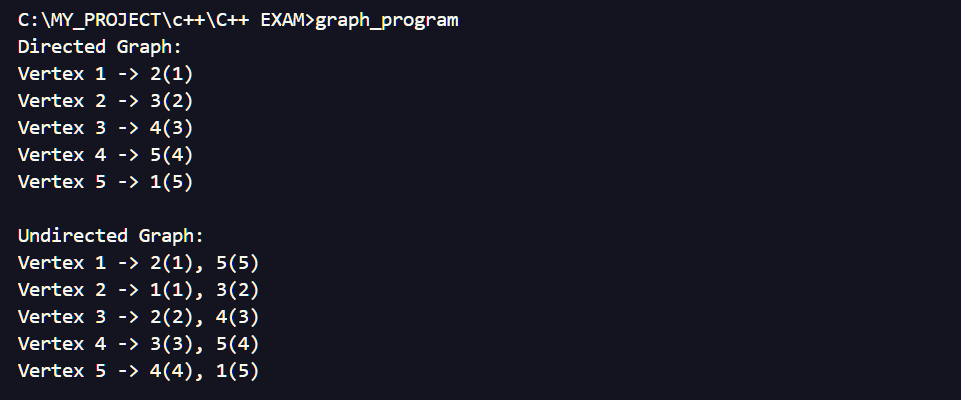 C:\MY_PROJECT\c++\C++ EXAM>graph_program
Directed Graph:
Vertex 1 -> 2(1)
Vertex 2 -> 3(2)
Vertex 3 -> 4(3)
Vertex 4 -> 5(4)
Vertex 5 -> 1(5)
Undirected Graph:
Vertex 1 -> 2(1), 5(5)
Vertex 2 -> 1(1), 3(2)
Vertex 3 -> 2(2), 4(3)
Vertex 4 -> 3(3), 5(4)
Vertex 5 -> 4(4), 1(5)